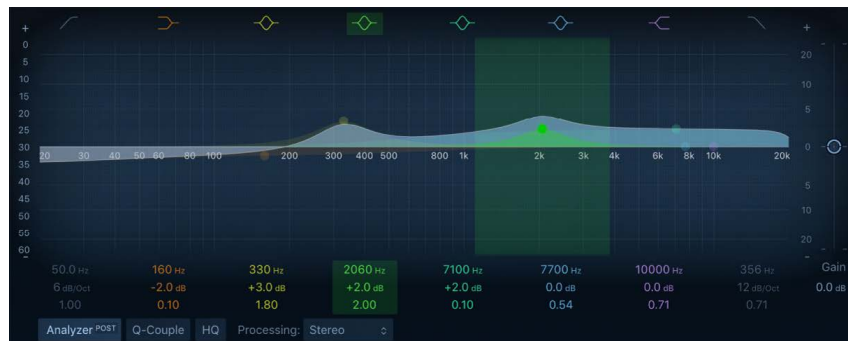 + +
0
5 20
10
15 10
20 5
25
30 20 30 40 50 60 80 100 200 300 400 500 800 1k 2k 3k 4k 6k 8k 10k 20k 0
35
40
45 5
50 10
55
60 20
- -
50.0 Hz 160 Hz 330 Hz 2060 Hz 7100 Hz 7700 Hz 10000 Hz 356 Hz Gain
6 dB/Oct -2.0 dB +3.0 dB +2.0 dB +2.0 dB 0.0 dB 0.0 dB 12 dB/Oct 0.0 dB
1.00 0.10 1.80 2.00 0.10 0.54 0.71 0.71
Analyzer POST Q-Couple HQ Processing: Stereo